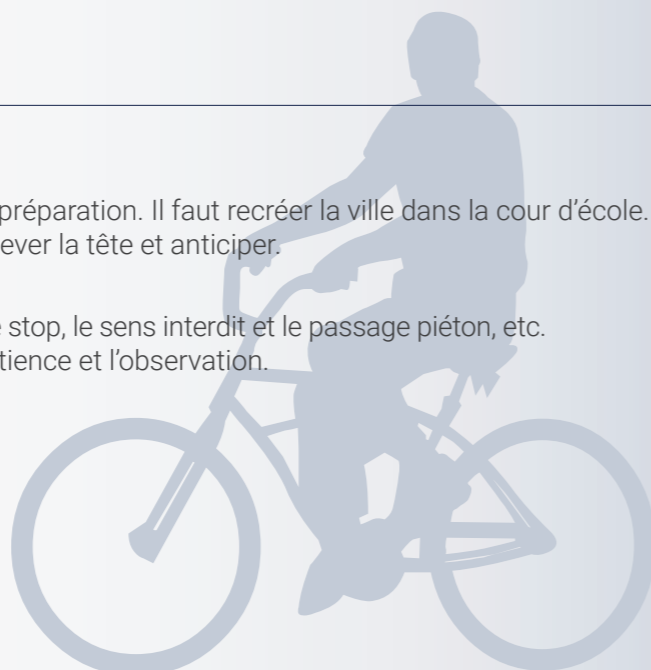 préparation. Il faut recréer la ville dans la cour d’école.
ever la tête et anticiper.
stop, le sens interdit et le passage piéton, etc.
tience et l’observation.